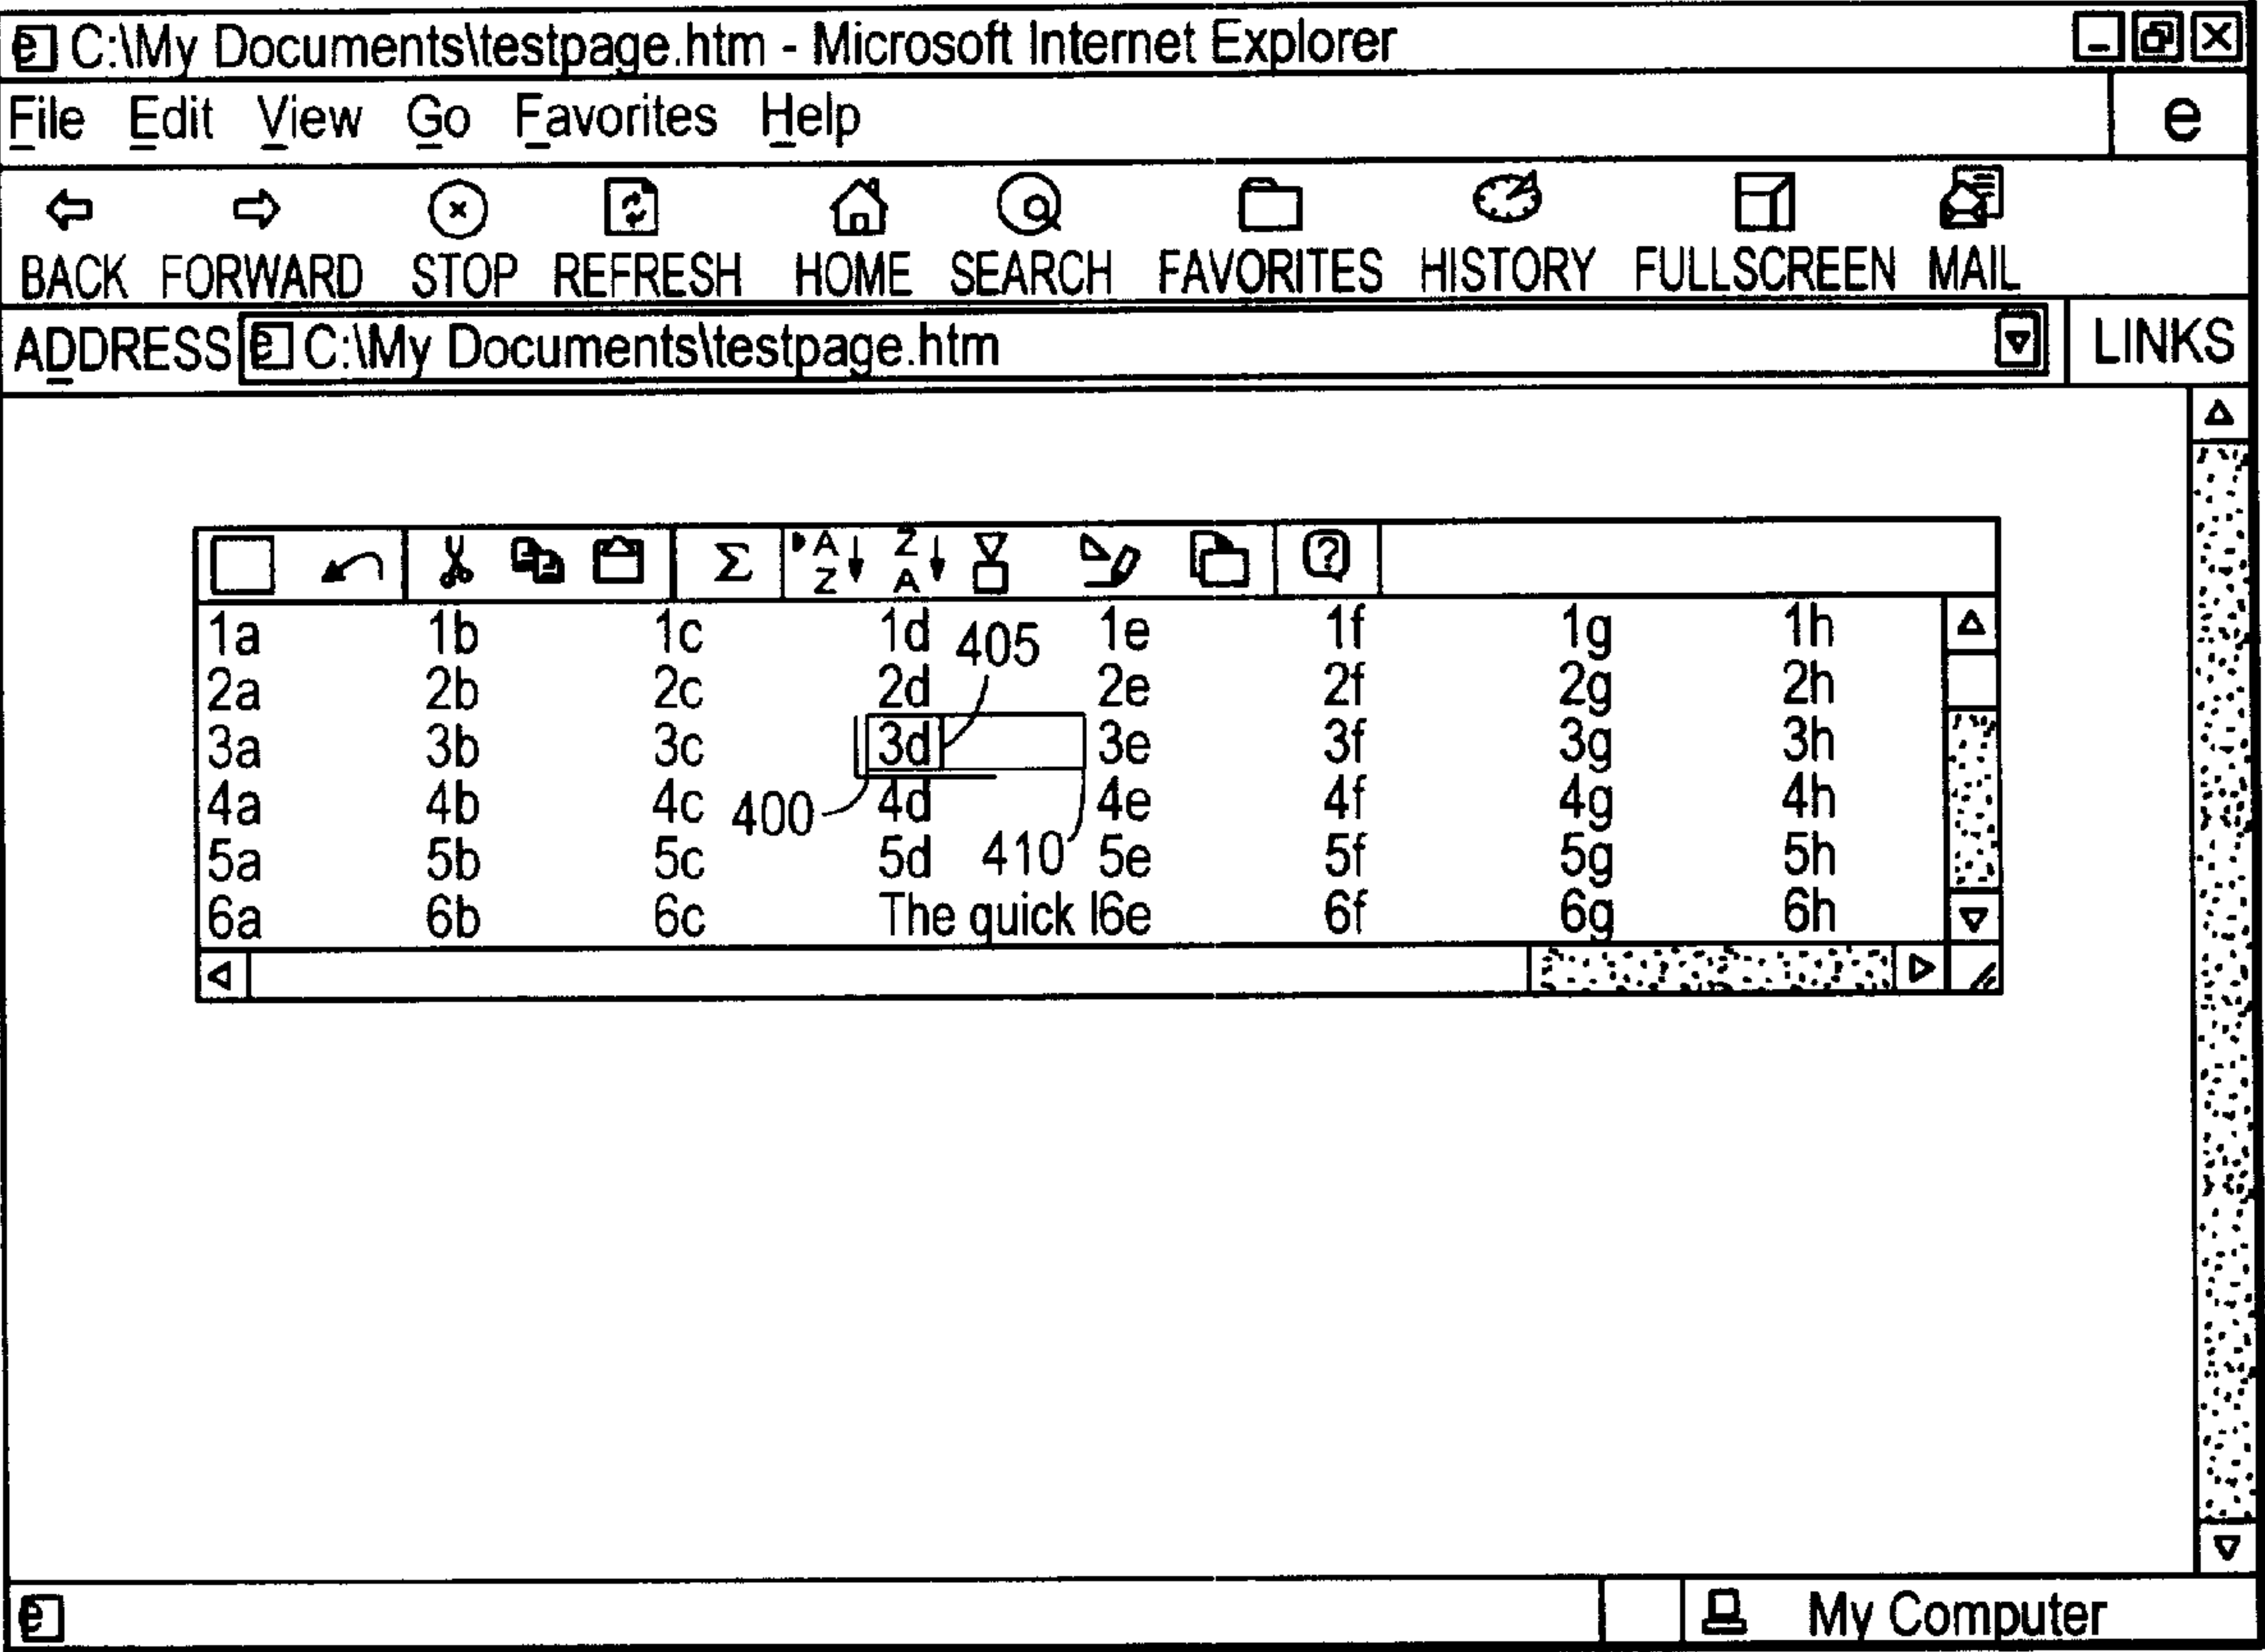 C:\My Documents\testpage.htm - Microsoft Internet Explorer
File Edit View Go Favorites Help e
BACK FORWARD STOP REFRESH HOME SEARCH FAVORITES HISTORY FULLSCREEN MAIL
ADDRESS C:\My Documents\testpage.htm LINKS
Σ A Z Z A ?
1a 1b 1c 1d 405 1e 1f 1g 1h
2a 2b 2c 2d 2e 2f 2g 2h
3a 3b 3c 3d 3e 3f 3g 3h
4a 4b 4c 400 4d 4e 4f 4g 4h
5a 5b 5c 5d 410 5e 5f 5g 5h
6a 6b 6c The quick l6e 6f 6g 6h
My Computer